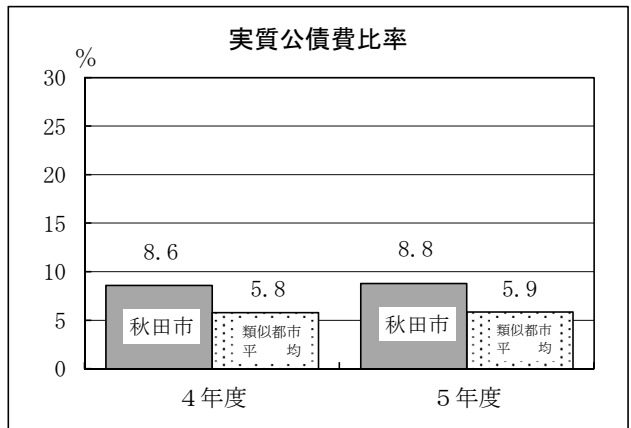 実質公債費比率
%
30
25
20
15
10
5
0
8.6
5.8
8.8
5.9
秋田市
類似都市
平　均
秋田市
類似都市
平　均
4年度
5年度